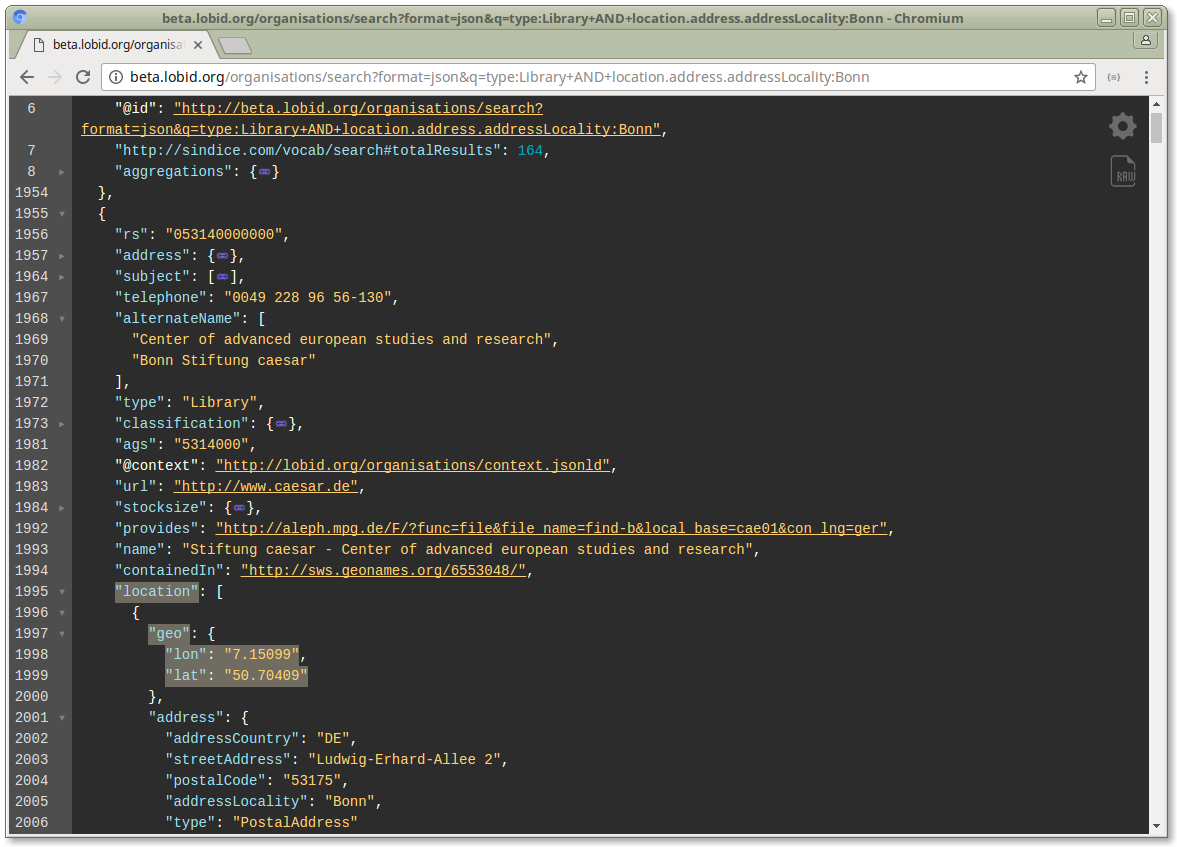 beta.lobid.org/organisations/search?format=json&q=type:Library+AND+location.address.addressLocality:Bonn - Chromium
beta.lobid.org/organisa
beta.lobid.org/organisations/search?format=json&q=type:Library+AND+location.address.addressLocality:Bonn
6 "@id": "http://beta.lobid.org/organisations/search?
format=json&q=type:Library+AND+location.address.addressLocality:Bonn",
7 "http://sindice.com/vocab/search#totalResults": 164,
8 "aggregations": {}
1954 },
1955 {
1956 "rs": "053140000000",
1957 "address": {},
1964 "subject": [],
1967 "telephone": "0049 228 96 56-130",
1968 "alternateName": [
1969 "Center of advanced european studies and research",
1970 "Bonn Stiftung caesar"
1971 ],
1972 "type": "Library",
1973 "classification": {},
1981 "ags": "5314000",
1982 "@context": "http://lobid.org/organisations/context.jsonld",
1983 "url": "http://www.caesar.de",
1984 "stocksize": {},
1992 "provides": "http://aleph.mpg.de/F/?func=file&file_name=find-b&local_base=cae01&con_lng=ger",
1993 "name": "Stiftung caesar - Center of advanced european studies and research",
1994 "containedIn": "http://sws.geonames.org/6553048/",
1995 "location": [
1996 {
1997 "geo": {
1998 "lon": "7.15099",
1999 "lat": "50.70409"
2000 },
2001 "address": {
2002 "addressCountry": "DE",
2003 "streetAddress": "Ludwig-Erhard-Allee 2",
2004 "postalCode": "53175",
2005 "addressLocality": "Bonn",
2006 "type": "PostalAddress"
RAW